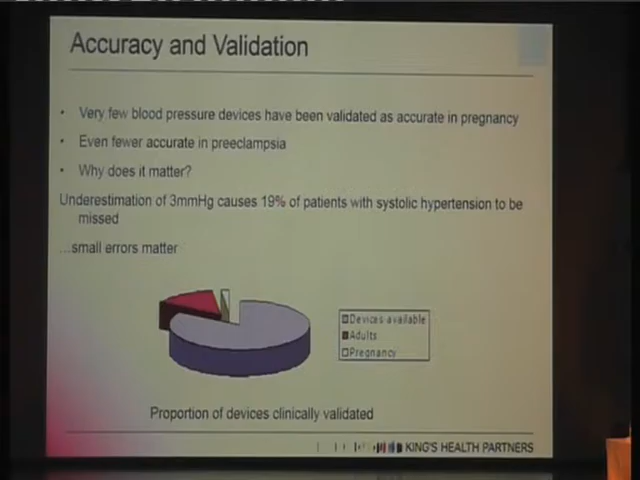 Accuracy and Validation
• Very few blood pressure devices have been validated as accurate in pregnancy
• Even fewer accurate in preeclampsia
• Why does it matter?
Underestimation of 3mmHg causes 19% of patients with systolic hypertension to be
missed
...small errors matter
Devices available
Adults
Pregnancy
Proportion of devices clinically validated
KING'S HEALTH PARTNERS